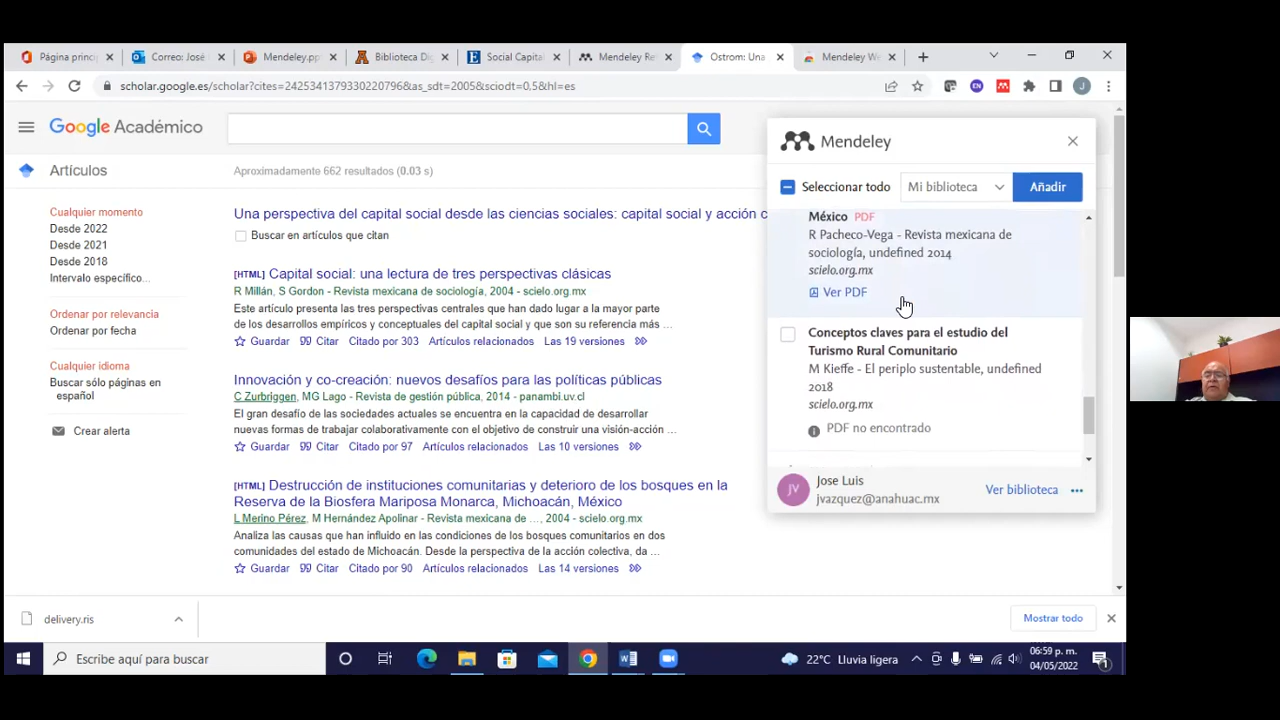 Página princ
Correo: José
Mendeley.pp
Biblioteca Dig
Social Capital
Mendeley Re
Ostrom: Una
Mendeley We
scholar.google.es/scholar?cites=2425341379330220796&as_sdt=2005&sciodt=0,5&hl=es
EN
J
Google Académico
Artículos
Aproximadamente 662 resultados (0.03 s)
Cualquier momento
Desde 2022
Desde 2021
Desde 2018
Intervalo específico...
Ordenar por relevancia
Ordenar por fecha
Cualquier idioma
Buscar sólo páginas en
español
Crear alerta
Una perspectiva del capital social desde las ciencias sociales: capital social y acción c
Buscar en artículos que citan
[HTML] Capital social: una lectura de tres perspectivas clásicas
R Millán, S Gordon - Revista mexicana de sociología, 2004 - scielo.org.mx
Este artículo presenta las tres perspectivas centrales que han dado lugar a la mayor parte
de los desarrollos empíricos y conceptuales del capital social y que son su referencia más ...
Guardar Citar Citado por 303 Artículos relacionados Las 19 versiones
Innovación y co-creación: nuevos desafíos para las políticas públicas
C Zurbriggen, MG Lago - Revista de gestión pública, 2014 - panambi.uv.cl
El gran desafío de las sociedades actuales se encuentra en la capacidad de desarrollar
nuevas formas de trabajar colaborativamente con el objetivo de construir una visión-acción ...
Guardar Citar Citado por 97 Artículos relacionados Las 10 versiones
[HTML] Destrucción de instituciones comunitarias y deterioro de los bosques en la
Reserva de la Biosfera Mariposa Monarca, Michoacán, México
L Merino Pérez, M Hernández Apolinar - Revista mexicana de ..., 2004 - scielo.org.mx
Analiza las causas que han influido en las condiciones de los bosques comunitarios en dos
comunidades del estado de Michoacán. Desde la perspectiva de la acción colectiva, da ...
Guardar Citar Citado por 90 Artículos relacionados Las 14 versiones
Mendeley
Seleccionar todo Mi biblioteca Añadir
México PDF
R Pacheco-Vega - Revista mexicana de
sociología, undefined 2014
scielo.org.mx
Ver PDF
Conceptos claves para el estudio del
Turismo Rural Comunitario
M Kieffe - El periplo sustentable, undefined
2018
scielo.org.mx
PDF no encontrado
JV
Jose Luis
jvazquez@anahuac.mx
Ver biblioteca
delivery.ris
Mostrar todo
Escribe aquí para buscar
22°C Lluvia ligera
06:59 p. m.
04/05/2022
1